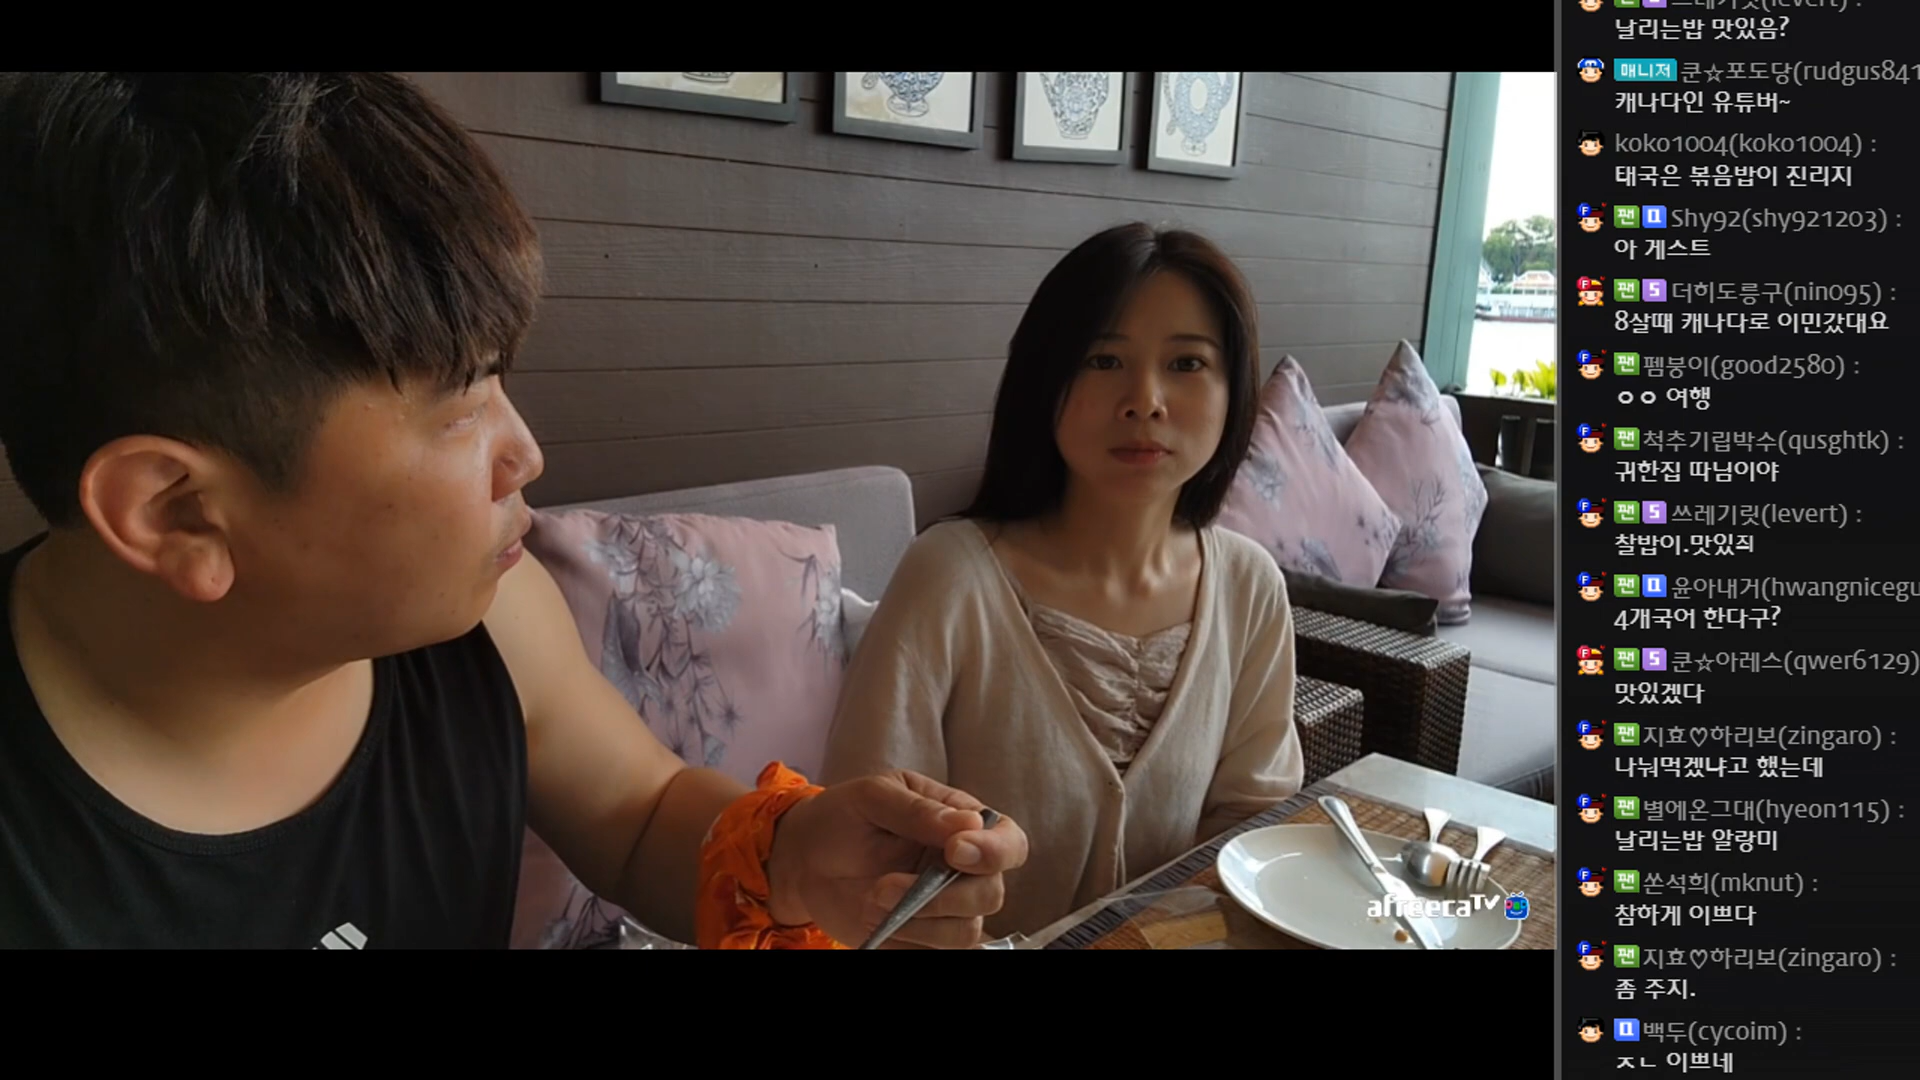 날리는밥 맛있음?
매니저 쿤☆포도당(rudgus841
캐나다인 유튜버~
koko1004(koko1004) :
태국은 볶음밥이 진리지
팬 Shy92(shy921203) :
아 게스트
팬 S 더히도릉구(nin095) :
8살때 캐나다로 이민갔대요
팬 펨붕이(good2580) :
ㅇㅇ 여행
팬 척추기립박수(qusghtk) :
귀한집 따님이야
팬 S 쓰레기릿(levert) :
찰밥이.맛있죄
팬 윤아내거(hwangnicegu
4개국어 한다구?
팬 S 쿤☆아레스(qwer6129)
맛있겠다
팬 지효♡하리보(zingaro) :
나눠먹겠냐고 했는데
팬 별에온그대(hyeon115) :
날리는밥 알랑미
팬 쏜석희(mknut) :
참하게 이쁘다
팬 지효♡하리보(zingaro) :
좀 주지.
백두(cycoim) :
ㅈㄴ 이쁘네
afreecaTV